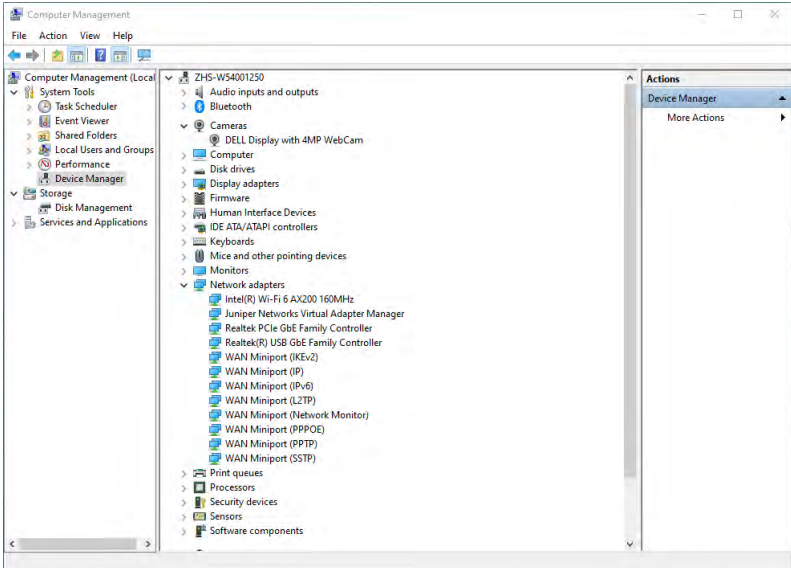 Computer Management
File Action View Help
Computer Management (Local
System Tools
Task Scheduler
Event Viewer
Shared Folders
Local Users and Groups
Performance
Device Manager
Storage
Disk Management
Services and Applications
ZHS-W54001250
Audio inputs and outputs
Bluetooth
Cameras
DELL Display with 4MP WebCam
Computer
Disk drives
Display adapters
Firmware
Human Interface Devices
IDE ATA/ATAPI controllers
Keyboards
Mice and other pointing devices
Monitors
Network adapters
Intel(R) Wi-Fi 6 AX200 160MHz
Juniper Networks Virtual Adapter Manager
Realtek PCIe GbE Family Controller
Realtek(R) USB GbE Family Controller
WAN Miniport (IKEv2)
WAN Miniport (IP)
WAN Miniport (IPv6)
WAN Miniport (L2TP)
WAN Miniport (Network Monitor)
WAN Miniport (PPPOE)
WAN Miniport (PPTP)
WAN Miniport (SSTP)
Print queues
Processors
Security devices
Sensors
Software components
Actions
Device Manager
More Actions